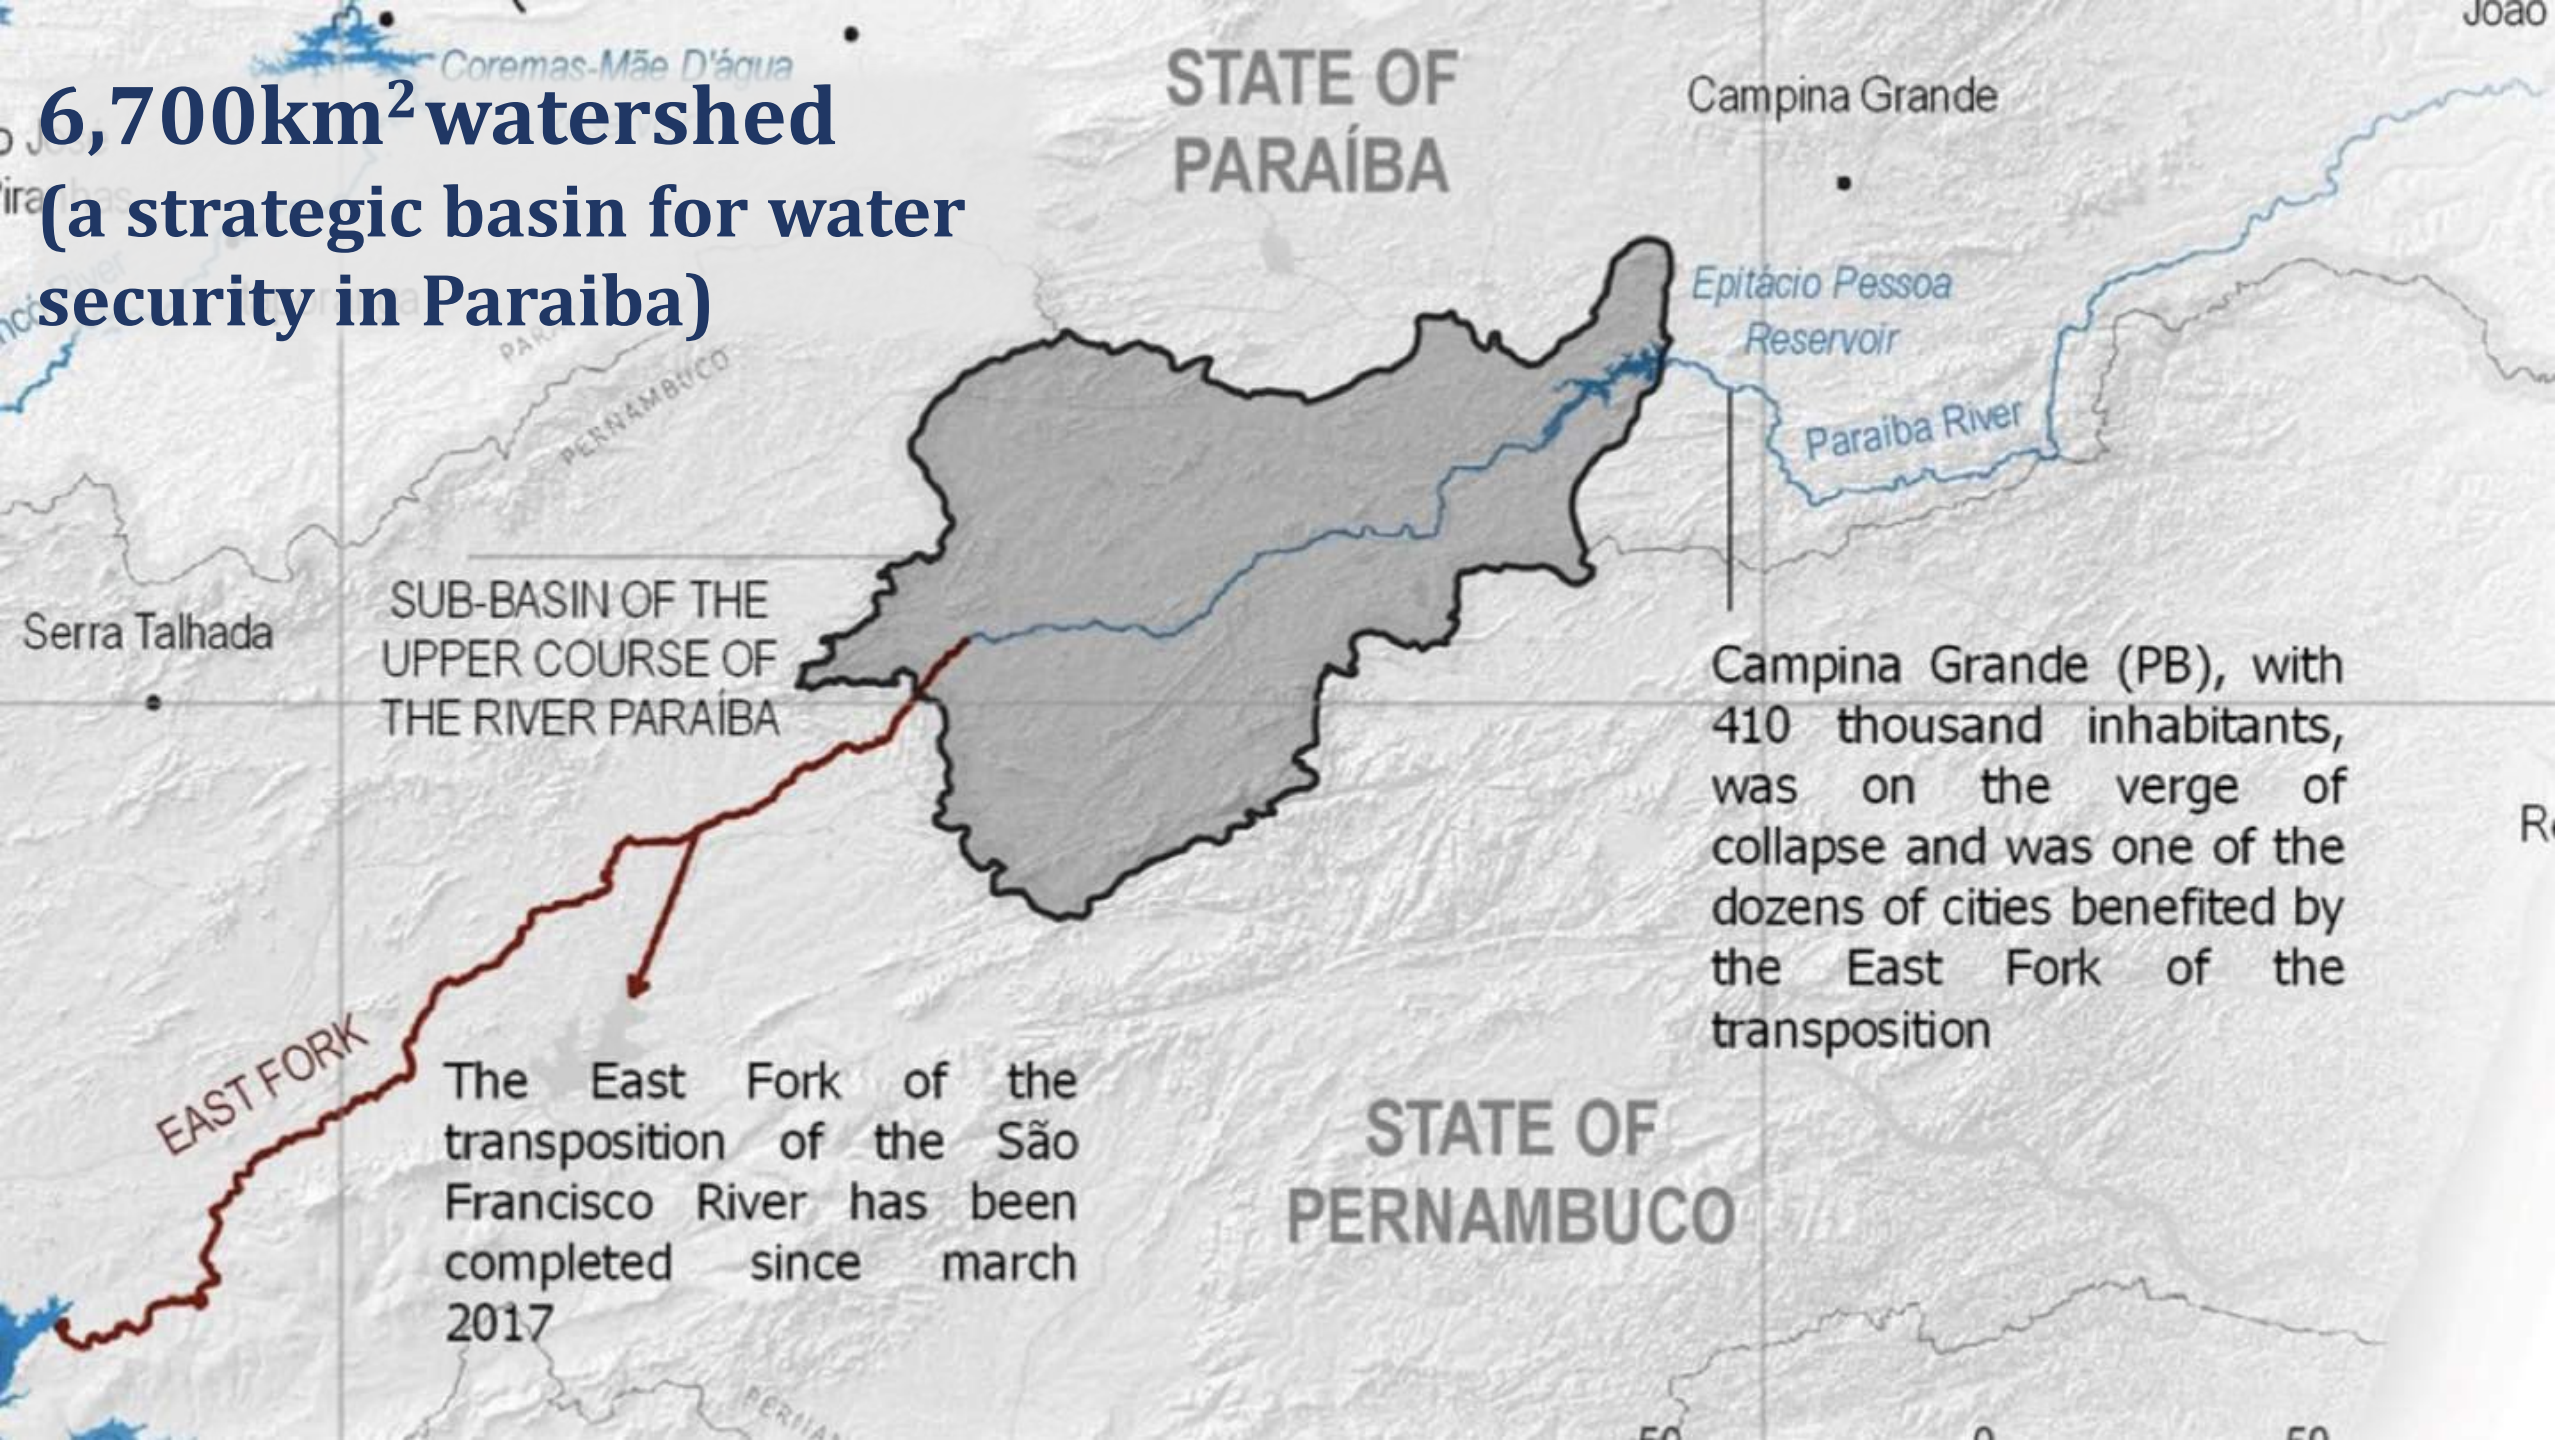 Coremas-Mãe D'água
6,700km² watershed
(a strategic basin for water
security in Paraiba)
STATE OF
PARAÍBA
Campina Grande
Epitácio Pessoa
Reservoir
Paraíba River
PERNAMBUCO
SUB-BASIN OF THE
UPPER COURSE OF
THE RIVER PARAÍBA
Serra Talhada
Campina Grande (PB), with
410 thousand inhabitants,
was on the verge of
collapse and was one of the
dozens of cities benefited by
the East Fork of the
transposition
EAST FORK
The East Fork of the
transposition of the São
Francisco River has been
completed since march
2017
STATE OF
PERNAMBUCO